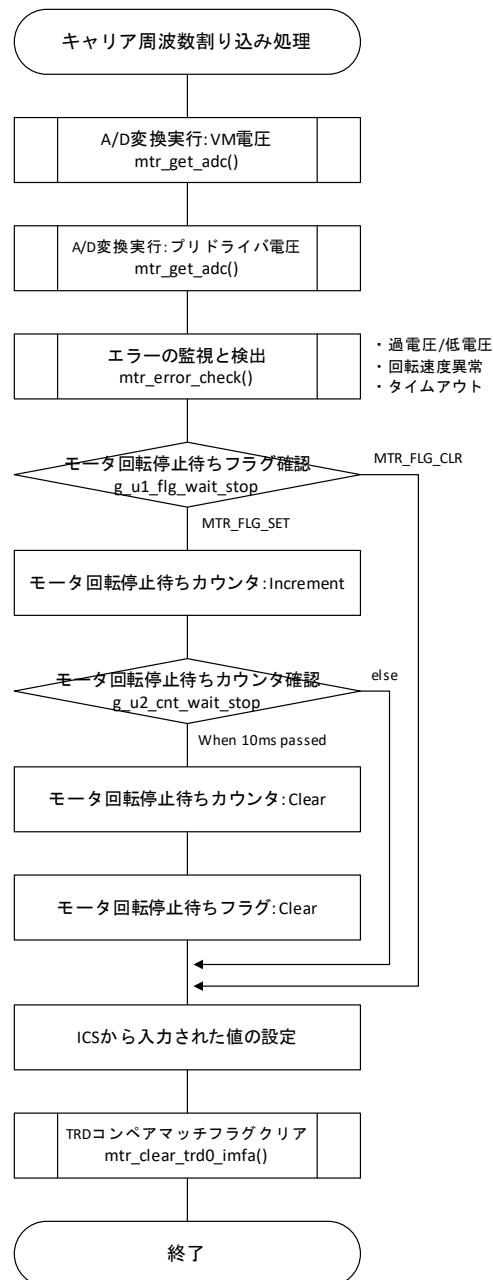 キャリア周波数割り込み処理
A/D変換実行:VM電圧
mtr_get_adc()
A/D変換実行:プリドライバ電圧
mtr_get_adc()
エラーの監視と検出
mtr_error_check()
・過電圧/低電圧
・回転速度異常
・タイムアウト
モータ回転停止待ちフラグ確認
g_u1_flg_wait_stop
MTR_FLG_CLR
MTR_FLG_SET
モータ回転停止待ちカウンタ:Increment
モータ回転停止待ちカウンタ確認
g_u2_cnt_wait_stop
else
When 10ms passed
モータ回転停止待ちカウンタ:Clear
モータ回転停止待ちフラグ:Clear
ICSから入力された値の設定
TRDコンペアマッチフラグクリア
mtr_clear_trd0_imfa()
終了